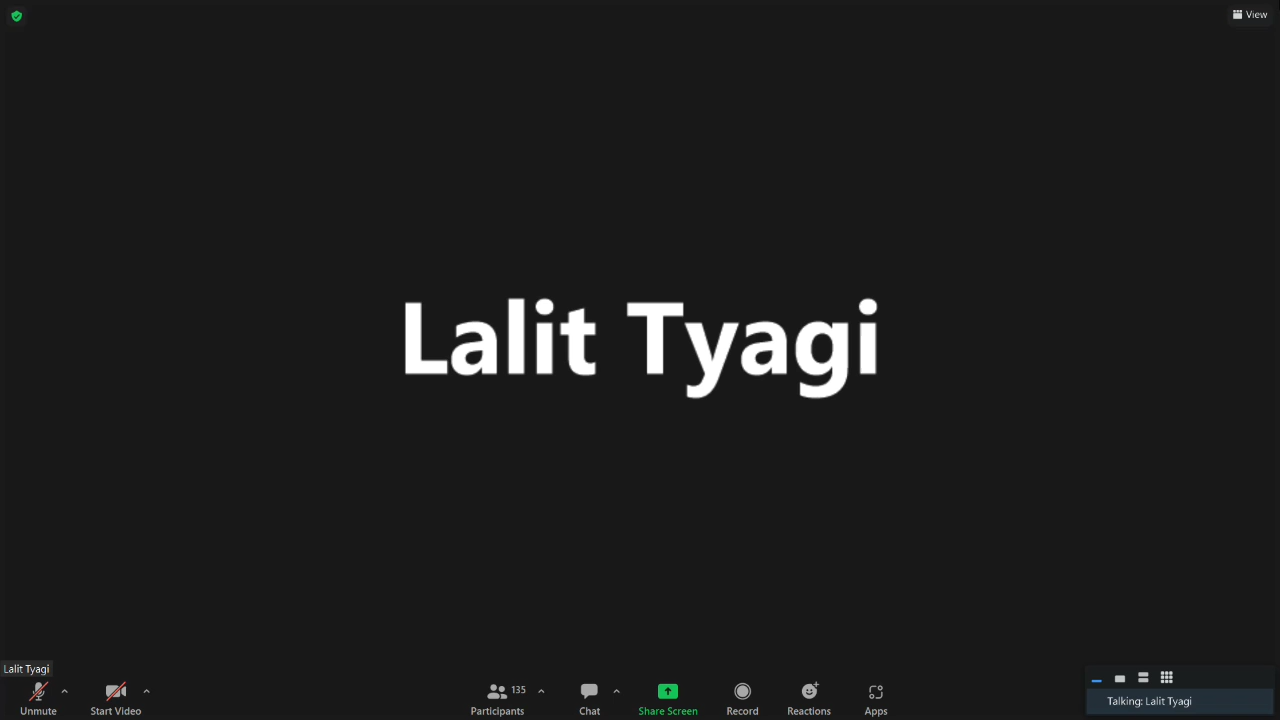 View
Lalit Tyagi
Lalit Tyagi
Unmute
Start Video
135
Participants
Chat
Share Screen
Record
Reactions
Apps
Talking: Lalit Tyagi